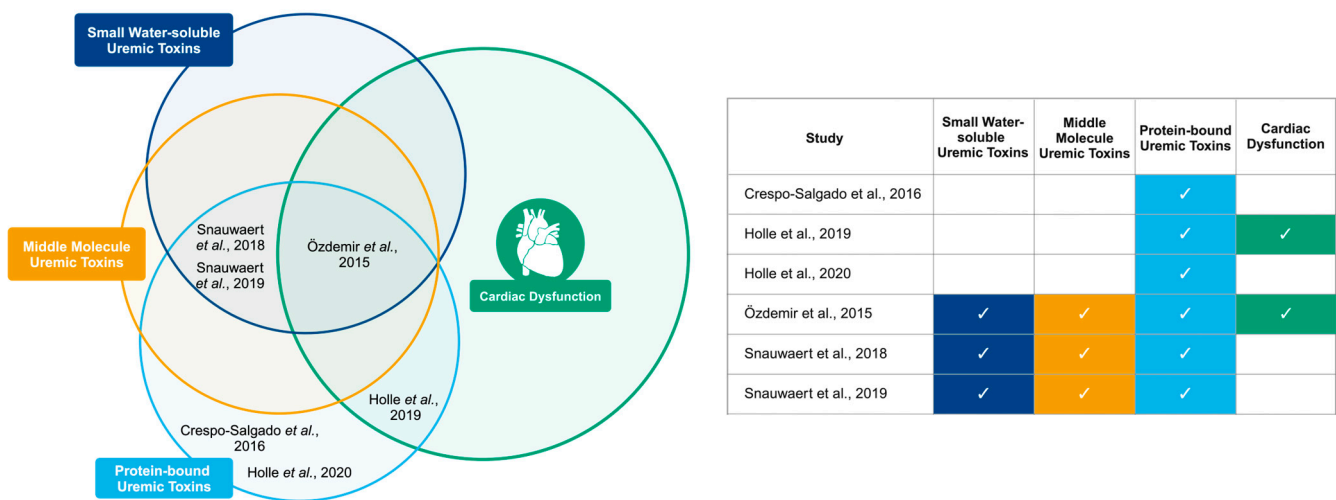 Small Water-soluble
Uremic Toxins
Middle Molecule
Uremic Toxins
Snauwaert
et al., 2018
Snauwaert
et al., 2019
Özdemir et al.,
2015
Cardiac Dysfunction
Holle et al.,
2019
Crespo-Salgado et al.,
2016
Holle et al., 2020
Protein-bound
Uremic Toxins
Study
Small Water-
soluble
Uremic Toxins
Middle
Molecule
Uremic Toxins
Protein-bound
Uremic Toxins
Cardiac
Dysfunction
Crespo-Salgado et al., 2016 ✓
Holle et al., 2019 ✓ ✓
Holle et al., 2020 ✓
Özdemir et al., 2015 ✓ ✓ ✓ ✓
Snauwaert et al., 2018 ✓ ✓ ✓
Snauwaert et al., 2019 ✓ ✓ ✓